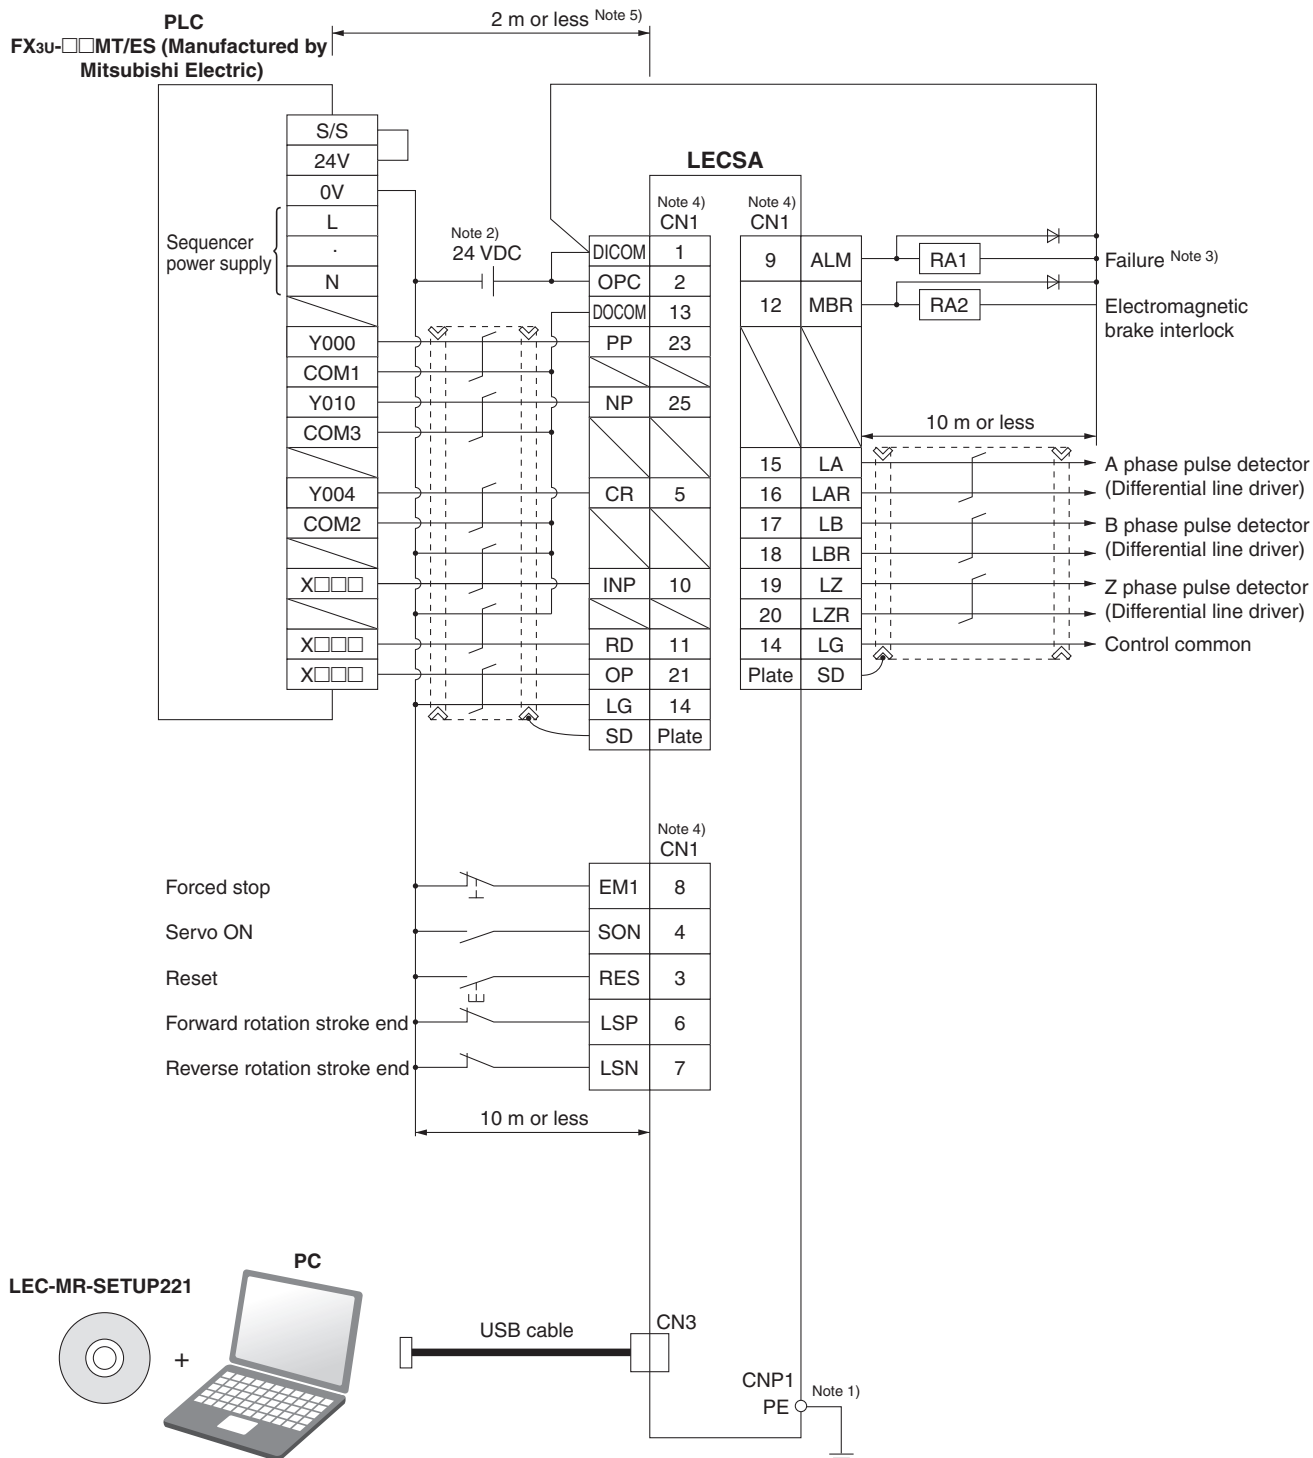 PLC
FX3U-□□MT/ES (Manufactured by
Mitsubishi Electric)
2 m or less Note 5)
S/S
24V
0V
L
·
N
Sequencer
power supply
Y000
COM1
Y010
COM3
Y004
COM2
X□□□
X□□□
X□□□
Note 2)
24 VDC
LECSA
Note 4)
CN1
DICOM 1
OPC 2
DOCOM 13
PP 23
NP 25
CR 5
INP 10
RD 11
OP 21
LG 14
SD Plate
Note 4)
CN1
9 ALM
12 MBR
15 LA
16 LAR
17 LB
18 LBR
19 LZ
20 LZR
14 LG
Plate SD
RA1
RA2
Failure Note 3)
Electromagnetic
brake interlock
10 m or less
A phase pulse detector
(Differential line driver)
B phase pulse detector
(Differential line driver)
Z phase pulse detector
(Differential line driver)
Control common
Note 4)
CN1
Forced stop
EM1 8
Servo ON
SON 4
Reset
RES 3
Forward rotation stroke end
LSP 6
Reverse rotation stroke end
LSN 7
10 m or less
PC
LEC-MR-SETUP221
+
USB cable
CN3
CNP1
PE
Note 1)